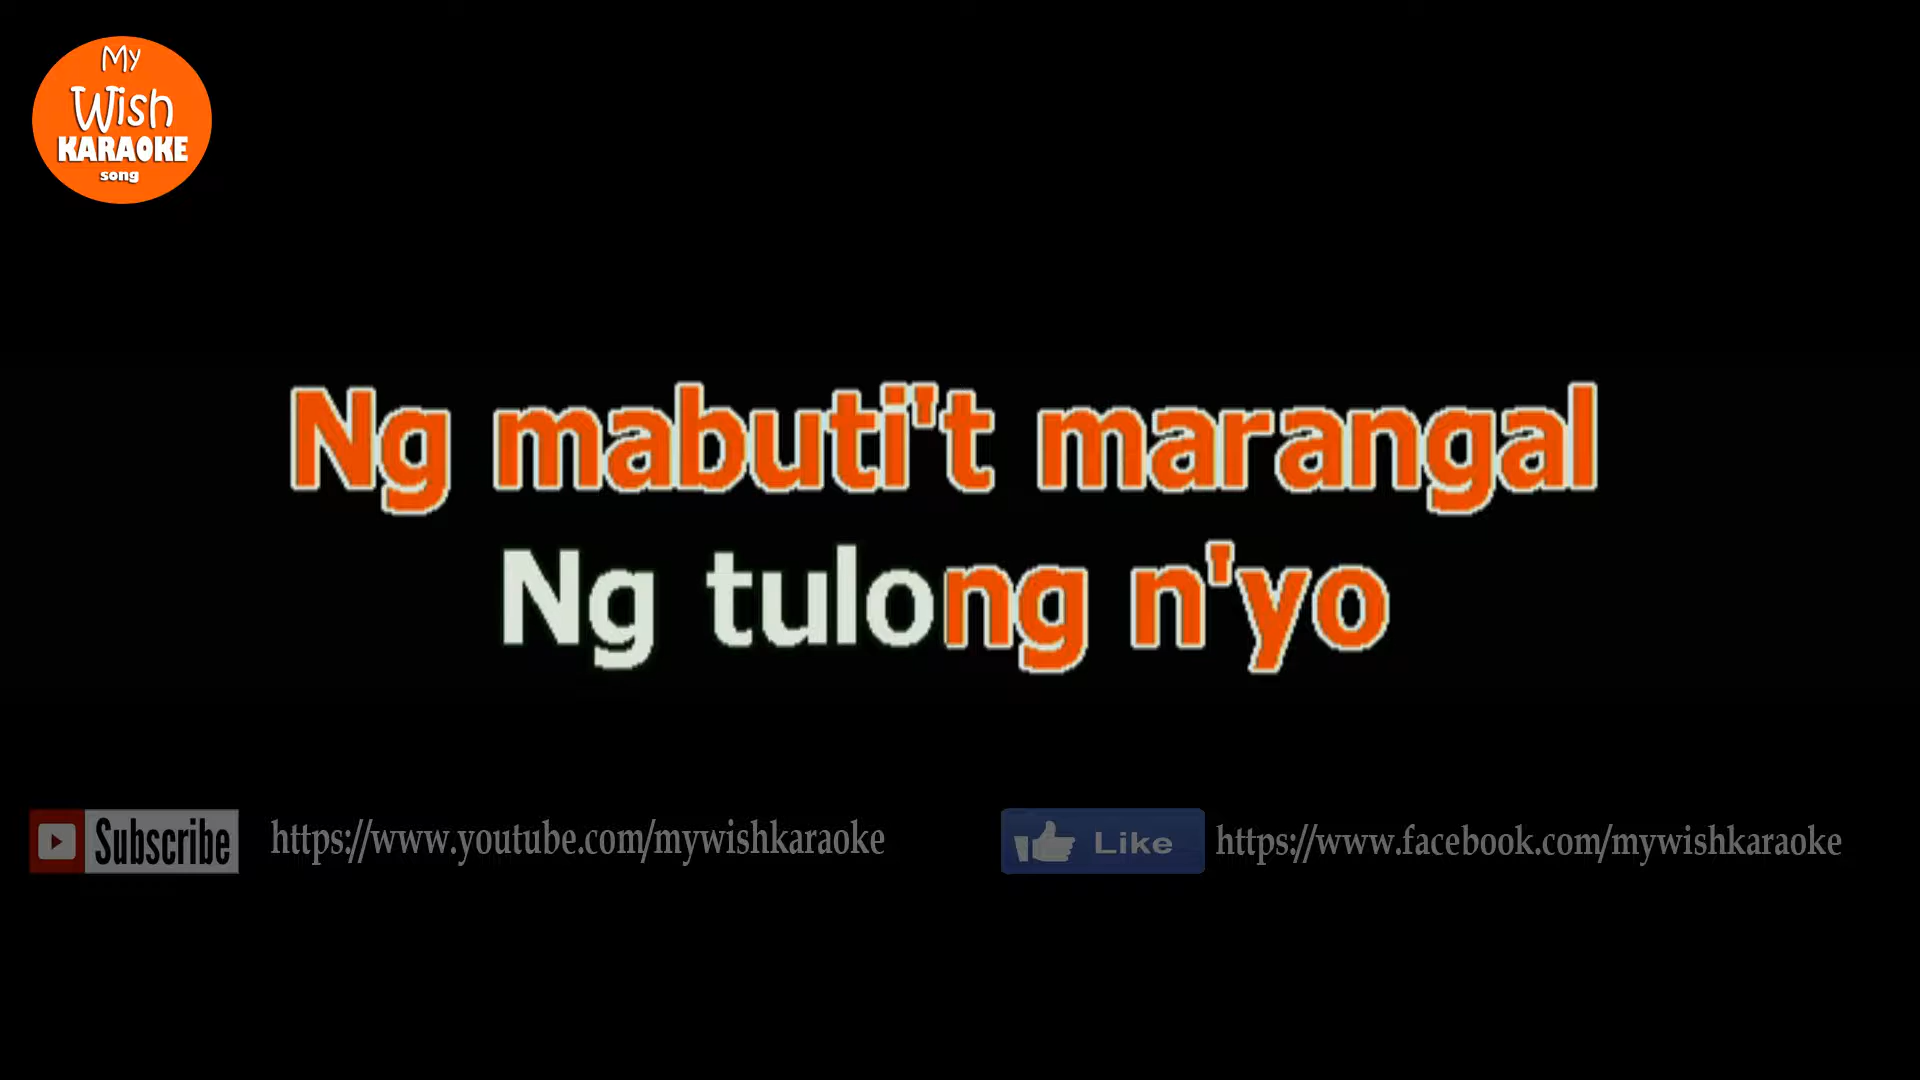 My
Wish
KARAOKE
song
Ng mabuti't marangal
Ng tulong n'yo
Subscribe https://www.youtube.com/mywishkaraoke
Like https://www.facebook.com/mywishkaraoke